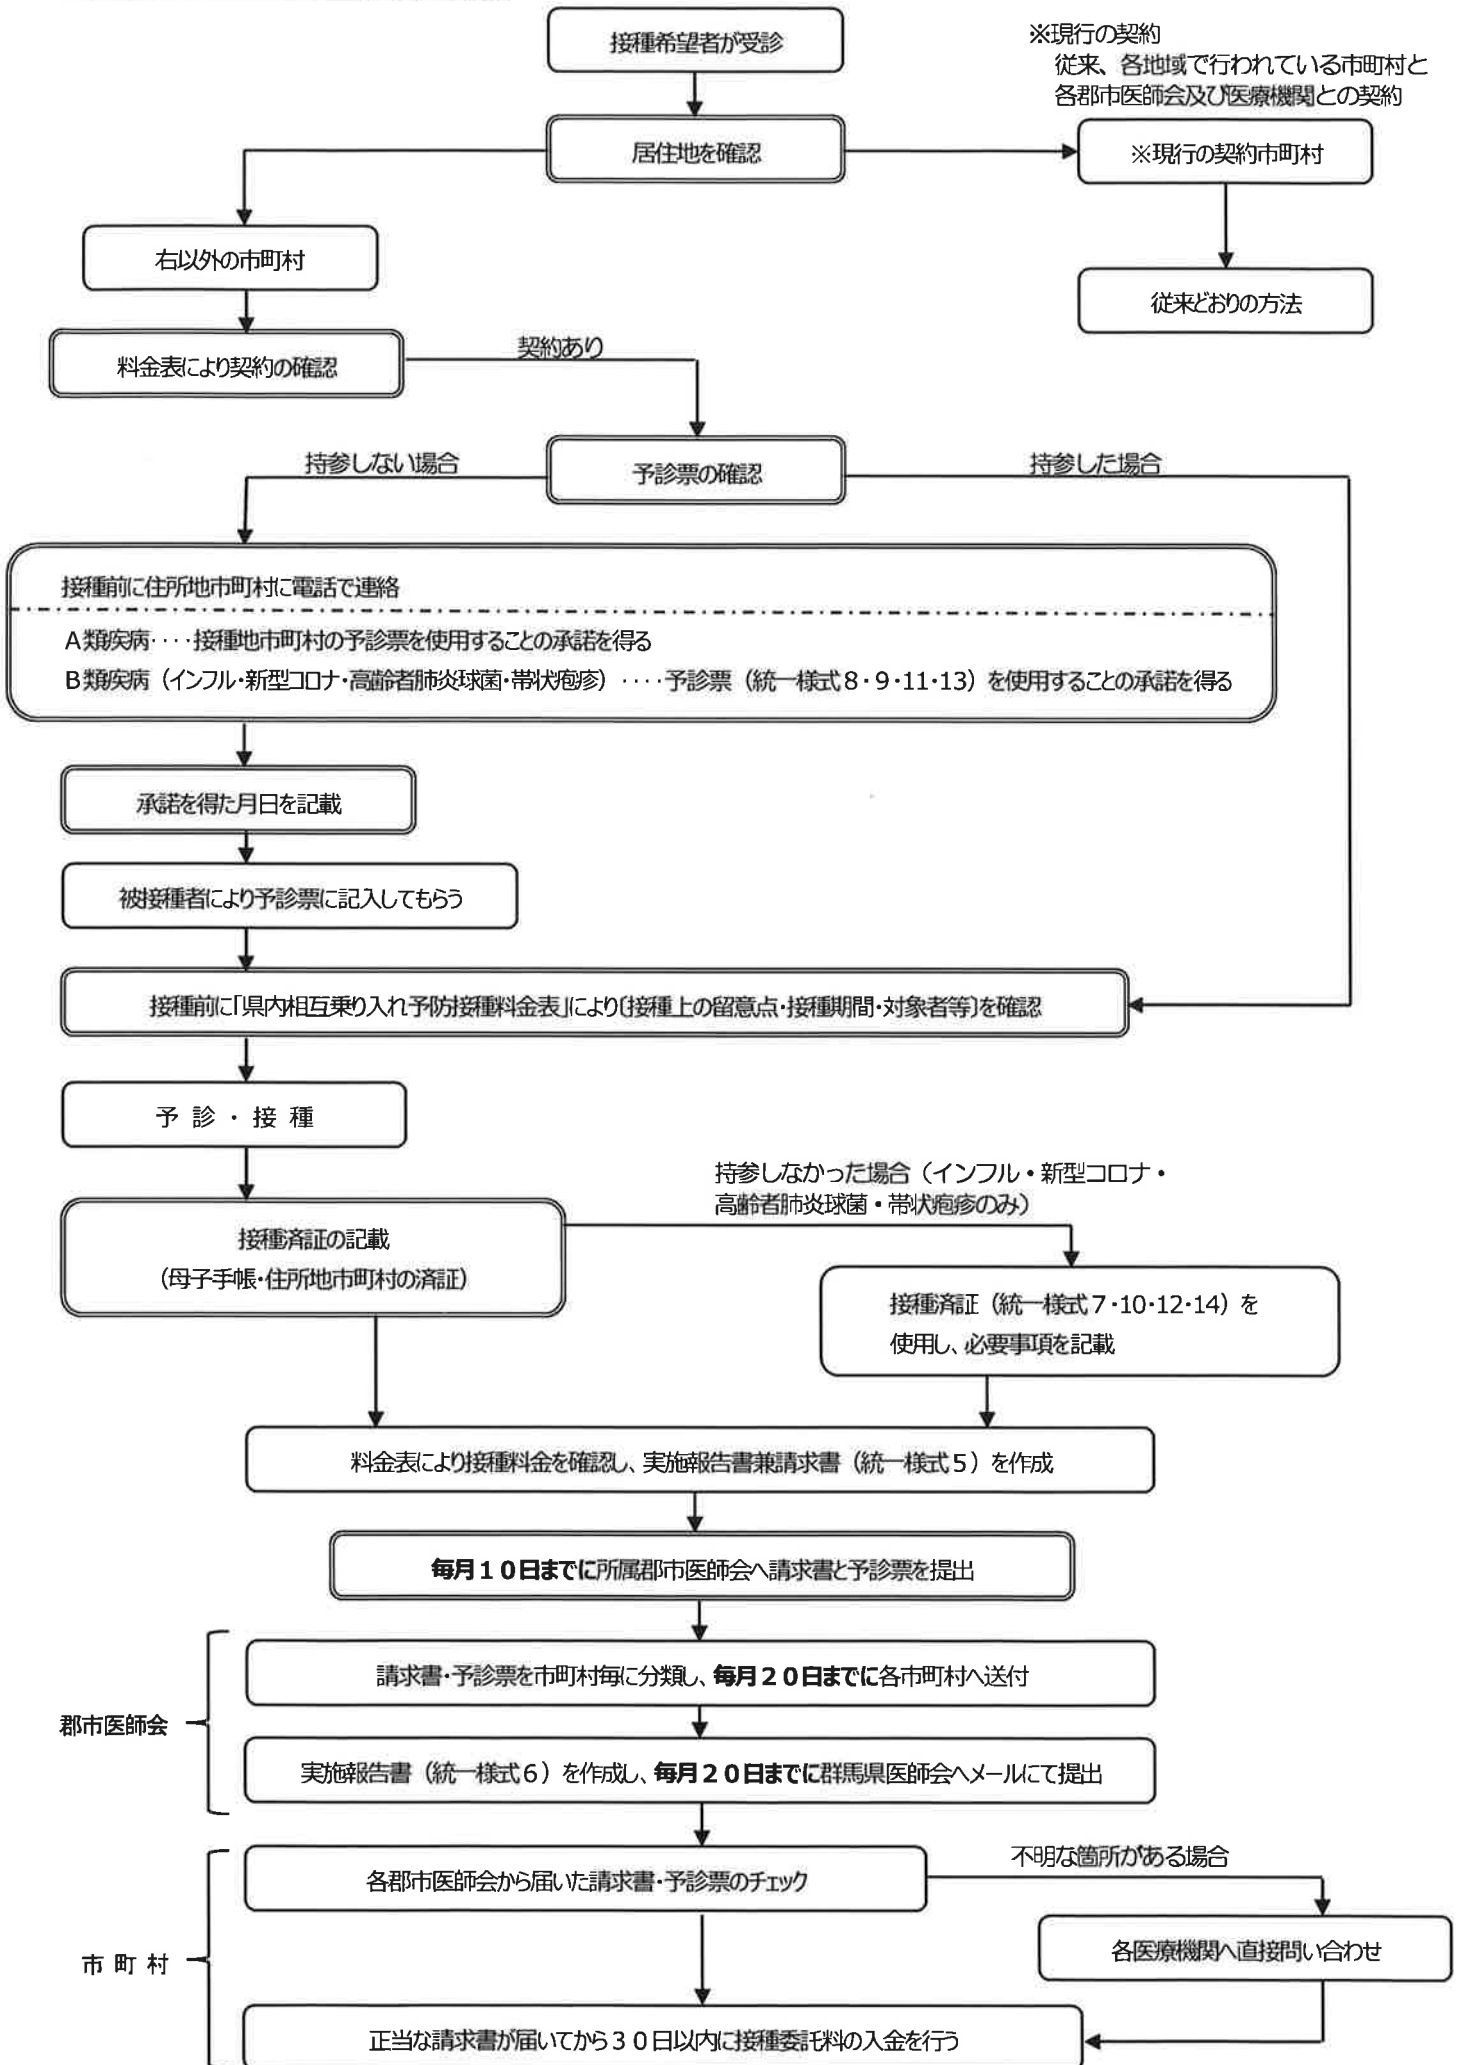 接種希望者が受診
※現行の契約
従来、各地域で行われている市町村と
各郡市医師会及び医療機関との契約
居住地を確認
※現行の契約市町村
右以外の市町村
従来どおりの方法
料金表により契約の確認
契約あり
予診票の確認
持参しない場合
持参した場合
接種前に住所地市町村に電話で連絡
A類疾病････接種地市町村の予診票を使用することの承諾を得る
B類疾病（インフル・新型コロナ・高齢者肺炎球菌・帯状疱疹）････予診票（統一様式8・9・11・13）を使用することの承諾を得る
承諾を得た月日を記載
被接種者により予診票に記入してもらう
接種前に｢県内相互乗り入れ予防接種料金表｣により〔接種上の留意点・接種期間・対象者等〕を確認
予 診 ・ 接 種
持参しなかった場合（インフル・新型コロナ・
高齢者肺炎球菌・帯状疱疹のみ）
接種済証の記載
（母子手帳・住所地市町村の済証）
接種済証（統一様式7・10・12・14）を
使用し、必要事項を記載
料金表により接種料金を確認し、実施報告書兼請求書（統一様式5）を作成
毎月１０日までに所属郡市医師会へ請求書と予診票を提出
請求書・予診票を市町村毎に分類し、毎月２０日までに各市町村へ送付
郡市医師会
実施報告書（統一様式6）を作成し、毎月２０日までに群馬県医師会へメールにて提出
各郡市医師会から届いた請求書・予診票のチェック
不明な箇所がある場合
各医療機関へ直接問い合わせ
市 町 村
正当な請求書が届いてから３０日以内に接種委託料の入金を行う